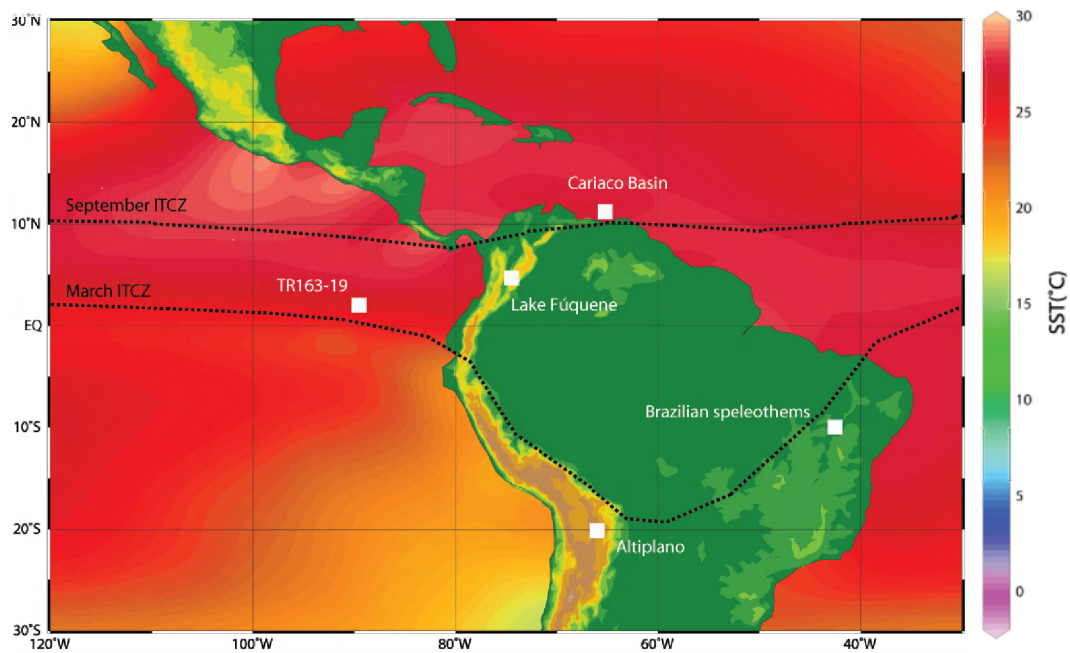 30°N
20°N
10°N
EQ
10°S
20°S
30°S
120°W
100°W
80°W
60°W
40°W
September ITCZ
March ITCZ
TR163-19
Cariaco Basin
Lake Fúquene
Brazilian speleothems
Altiplano
30
25
20
15
10
5
0
SST(°C)